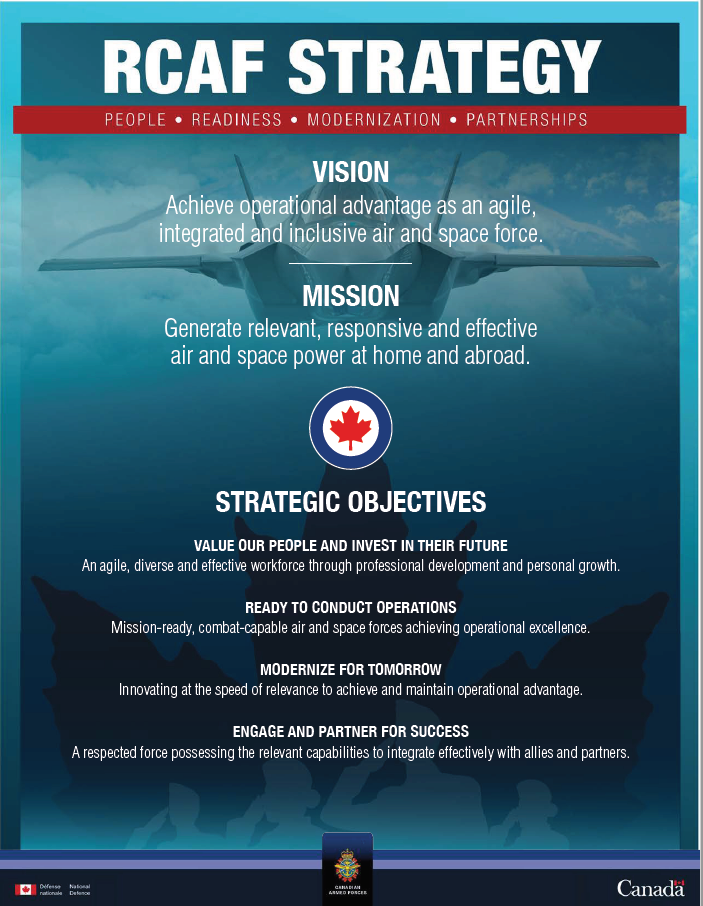 RCAF STRATEGY
PEOPLE • READINESS • MODERNIZATION • PARTNERSHIPS
VISION
Achieve operational advantage as an agile,
integrated and inclusive air and space force.
MISSION
Generate relevant, responsive and effective
air and space power at home and abroad.
STRATEGIC OBJECTIVES
VALUE OUR PEOPLE AND INVEST IN THEIR FUTURE
An agile, diverse and effective workforce through professional development and personal growth.
READY TO CONDUCT OPERATIONS
Mission-ready, combat-capable air and space forces achieving operational excellence.
MODERNIZE FOR TOMORROW
Innovating at the speed of relevance to achieve and maintain operational advantage.
ENGAGE AND PARTNER FOR SUCCESS
A respected force possessing the relevant capabilities to integrate effectively with allies and partners.
Défense National
nationale Defence
CANADIAN
ARMED FORCES
Canada